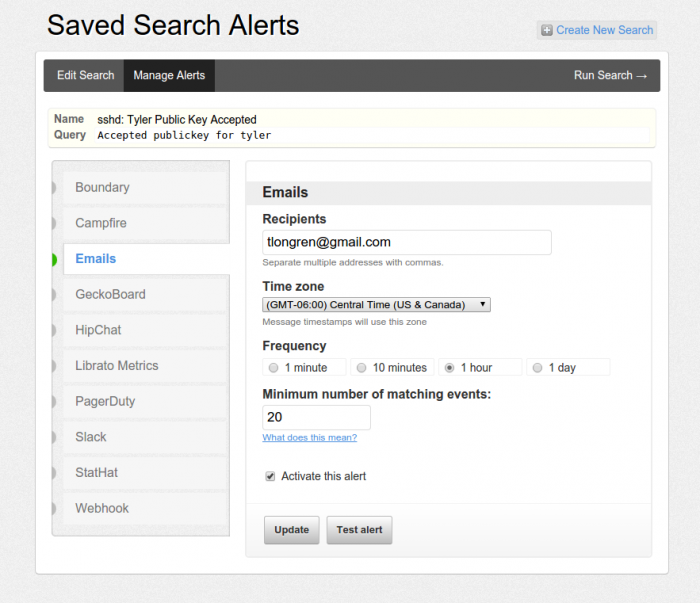 Saved Search Alerts
Create New Search
Edit Search Manage Alerts Run Search →
Name sshd: Tyler Public Key Accepted
Query Accepted publickey for tyler
Boundary
Campfire
Emails
GeckoBoard
HipChat
Librato Metrics
PagerDuty
Slack
StatHat
Webhook
Emails
Recipients
tlongren@gmail.com
Separate multiple addresses with commas.
Time zone
(GMT-06:00) Central Time (US & Canada)
Message timestamps will use this zone
Frequency
1 minute 10 minutes 1 hour 1 day
Minimum number of matching events:
20
What does this mean?
Activate this alert
Update Test alert